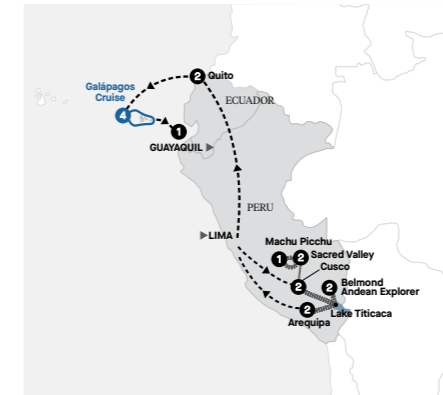 2 Quito
Galápagos
Cruise
4
ECUADOR
1
GUAYAQUIL
PERU
LIMA
Machu Picchu
1
2 Sacred Valley
Cusco
2
2 Belmond
Andean Explorer
Lake Titicaca
2
Arequipa